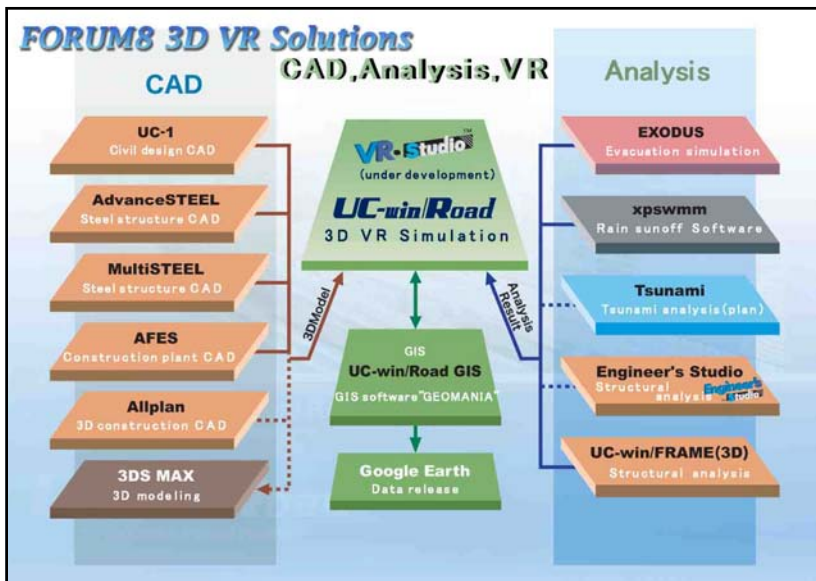 FORUM8 3D VR Solutions
CAD,Analysis,VR
CAD
UC-1
Civil design CAD
AdvanceSTEEL
Steel structure CAD
MultiSTEEL
Steel structure CAD
AFES
Construction plant CAD
Allplan
3D construction CAD
3DS MAX
3D modeling
3DModel
VR-Studio™
(under development)
UC-win/Road
3D VR Simulation
GIS
UC-win/Road GIS
GIS software"GEOMANIA"
Google Earth
Data release
Analysis
Result
Analysis
EXODUS
Evacuation simulation
xpswmm
Rain sunoff Software
Tsunami
Tsunami analysis(plan)
Engineer's Studio
Structural
analysis
Engineer's
Studio
UC-win/FRAME(3D)
Structural analysis